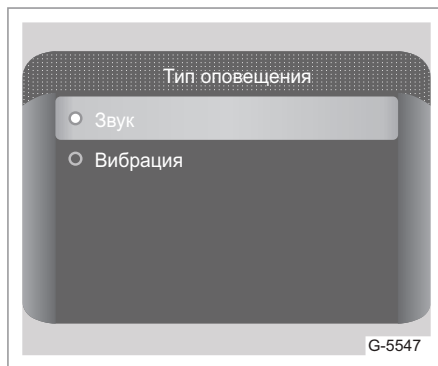 Тип оповещения
Звук
Вибрация
G-5547